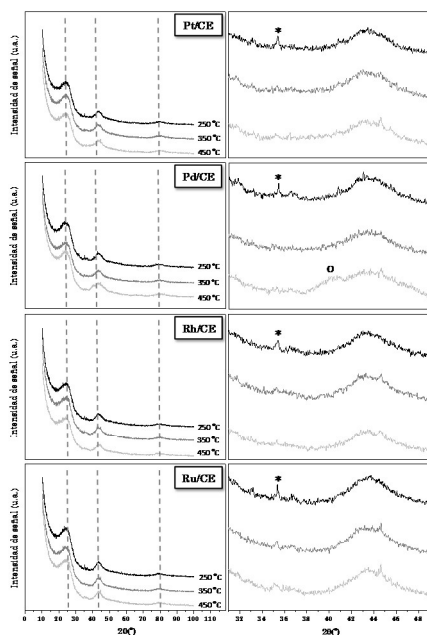 Pt/CE
*
Intensidad de señal (u.a.)
250 °C
350 °C
450 °C
Pd/CE
*
o
Intensidad de señal (u.a.)
250 °C
350 °C
450 °C
Rh/CE
*
Intensidad de señal (u.a.)
250 °C
350 °C
450 °C
Ru/CE
*
Intensidad de señal (u.a.)
250 °C
350 °C
450 °C
0 10 20 30 40 50 60 70 80 90 100 110
2θ(°)
32 34 36 38 40 42 44 46 48
2θ(°)